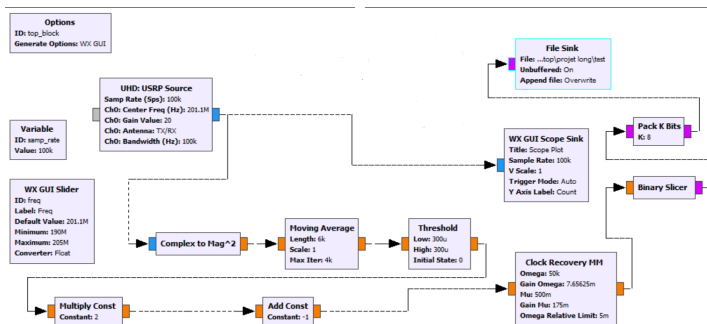 Options
ID: top_block
Generate Options: WX GUI
File Sink
File: ...top\projet long\test
Unbuffered: On
Append file: Overwrite
UHD: USRP Source
Samp Rate (Sps): 100k
Ch0: Center Freq (Hz): 201.1M
Ch0: Gain Value: 20
Ch0: Antenna: TX/RX
Ch0: Bandwidth (Hz): 100k
Variable
ID: samp_rate
Value: 100k
Pack K Bits
K: 8
WX GUI Scope Sink
Title: Scope Plot
Sample Rate: 100k
V Scale: 1
Trigger Mode: Auto
Y Axis Label: Count
WX GUI Slider
ID: freq
Label: Freq
Default Value: 201.1M
Minimum: 190M
Maximum: 205M
Converter: Float
Binary Slicer
Complex to Mag^2
Moving Average
Length: 6k
Scale: 1
Max Iter: 4k
Threshold
Low: 300u
High: 300u
Initial State: 0
Clock Recovery MM
Omega: 50k
Gain Omega: 7.65625m
Mu: 500m
Gain Mu: 175m
Omega Relative Limit: 5m
Multiply Const
Constant: 2
Add Const
Constant: -1